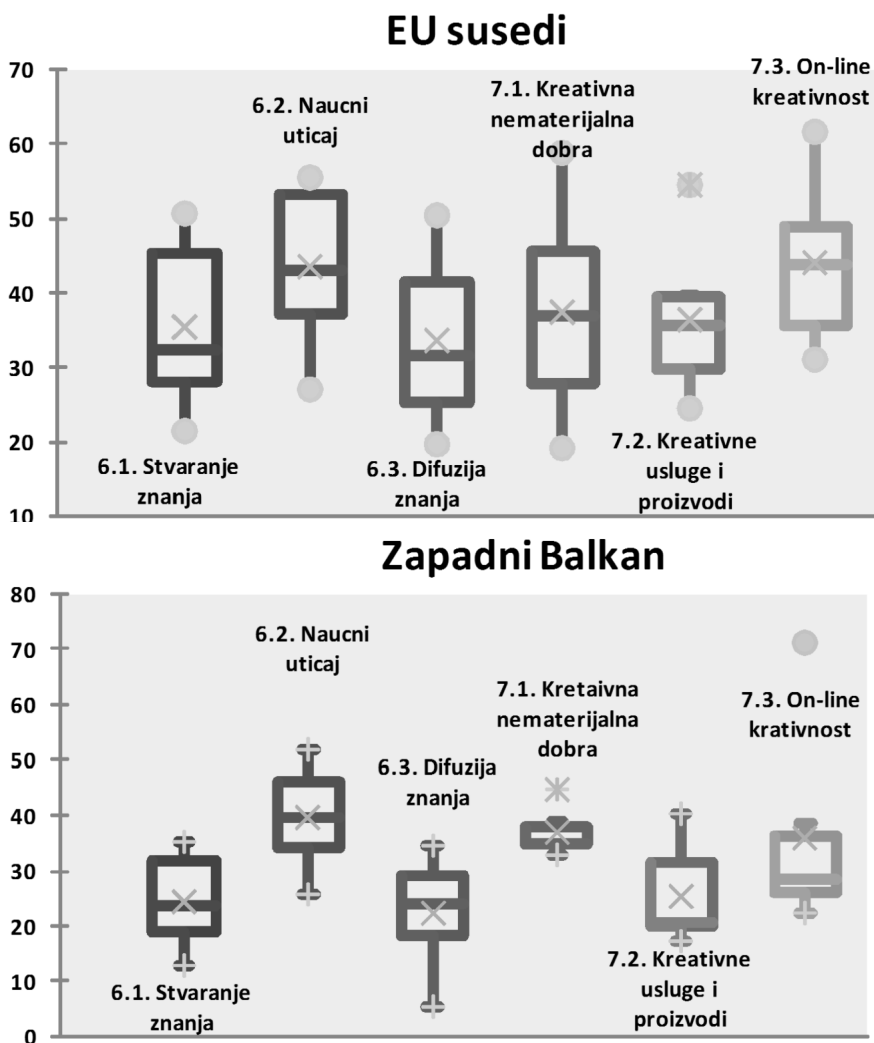 EU susedi
70
60
50
40
30
20
10
6.1. Stvaranje
znanja
6.2. Naucni
uticaj
6.3. Difuzija
znanja
7.1. Kreativna
nematerijalna
dobra
7.2. Kreativne
usluge i
proizvodi
7.3. On-line
kreativnost
Zapadni Balkan
80
70
60
50
40
30
20
10
0
6.1. Stvaranje
znanja
6.2. Naucni
uticaj
6.3. Difuzija
znanja
7.1. Kretaivna
nematerijalna
dobra
7.2. Kreativne
usluge i
proizvodi
7.3. On-line
krativnost